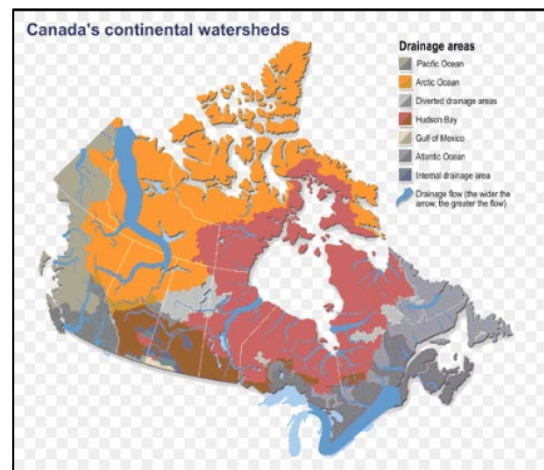 Canada's continental watersheds
Drainage areas
Pacific Ocean
Arctic Ocean
Diverted drainage areas
Hudson Bay
Gulf of Mexico
Atlantic Ocean
Internal drainage area
Drainage flow (the wider the
arrow, the greater the flow)